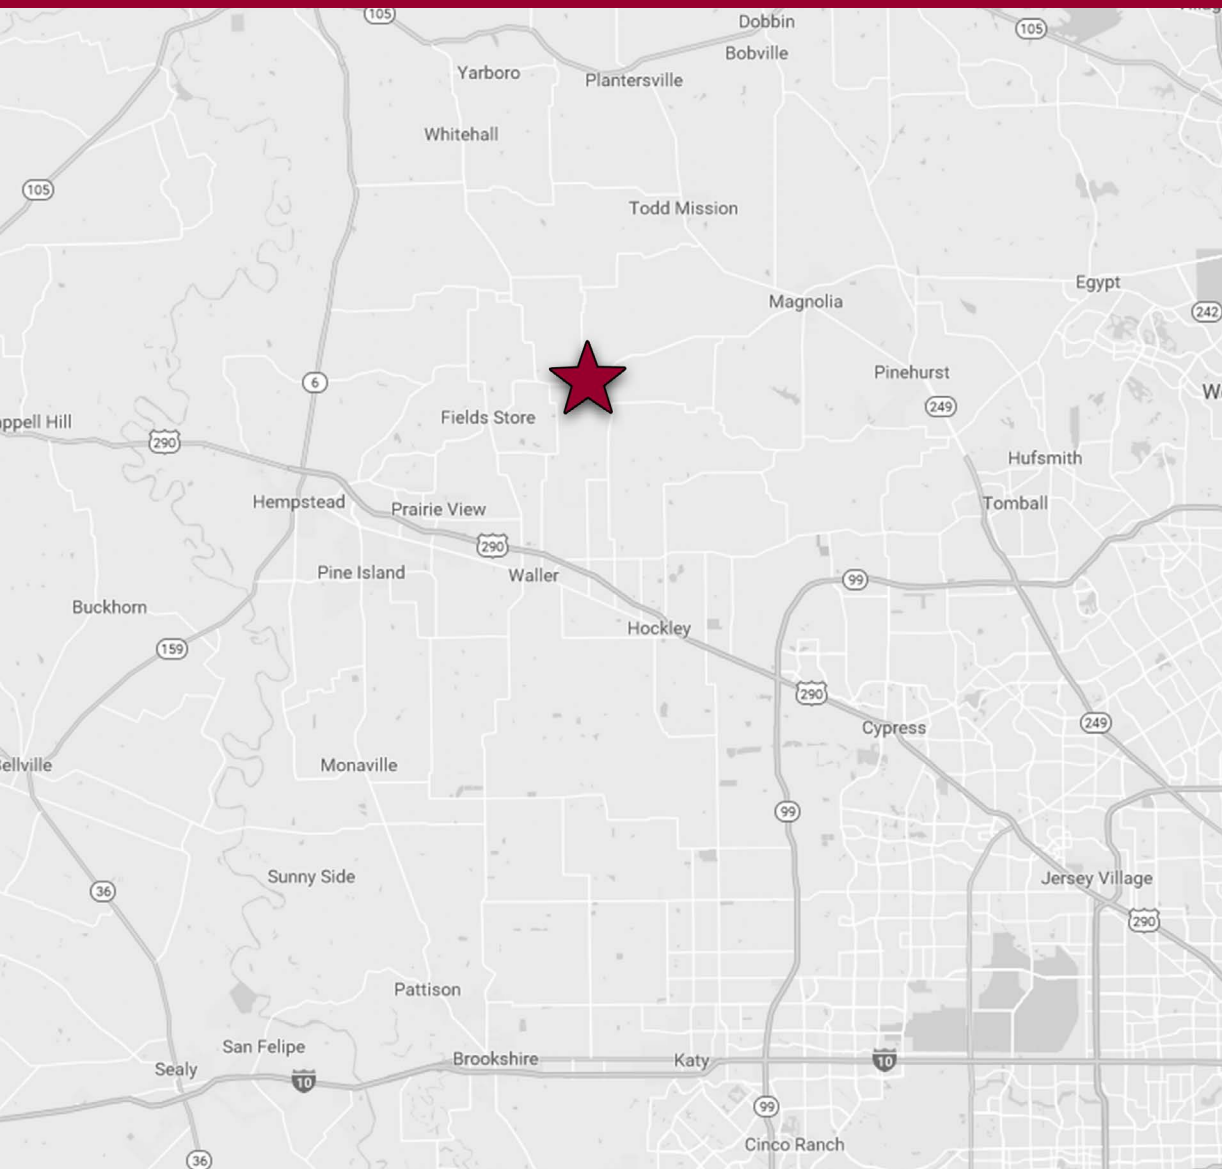 105
Dobbin
105
Bobville
Yarboro
Plantersville
Whitehall
105
Todd Mission
Egypt
Magnolia
242
Pinehurst
6
249
Fields Store
ppell Hill
290
Hufsmith
Hempstead
Prairie View
Tomball
290
Pine Island
Waller
99
Buckhorn
Hockley
159
290
249
Cypress
ellville
Monaville
99
Sunny Side
Jersey Village
36
290
Pattison
San Felipe
Brookshire
Katy
10
Sealy
10
99
Cinco Ranch
36